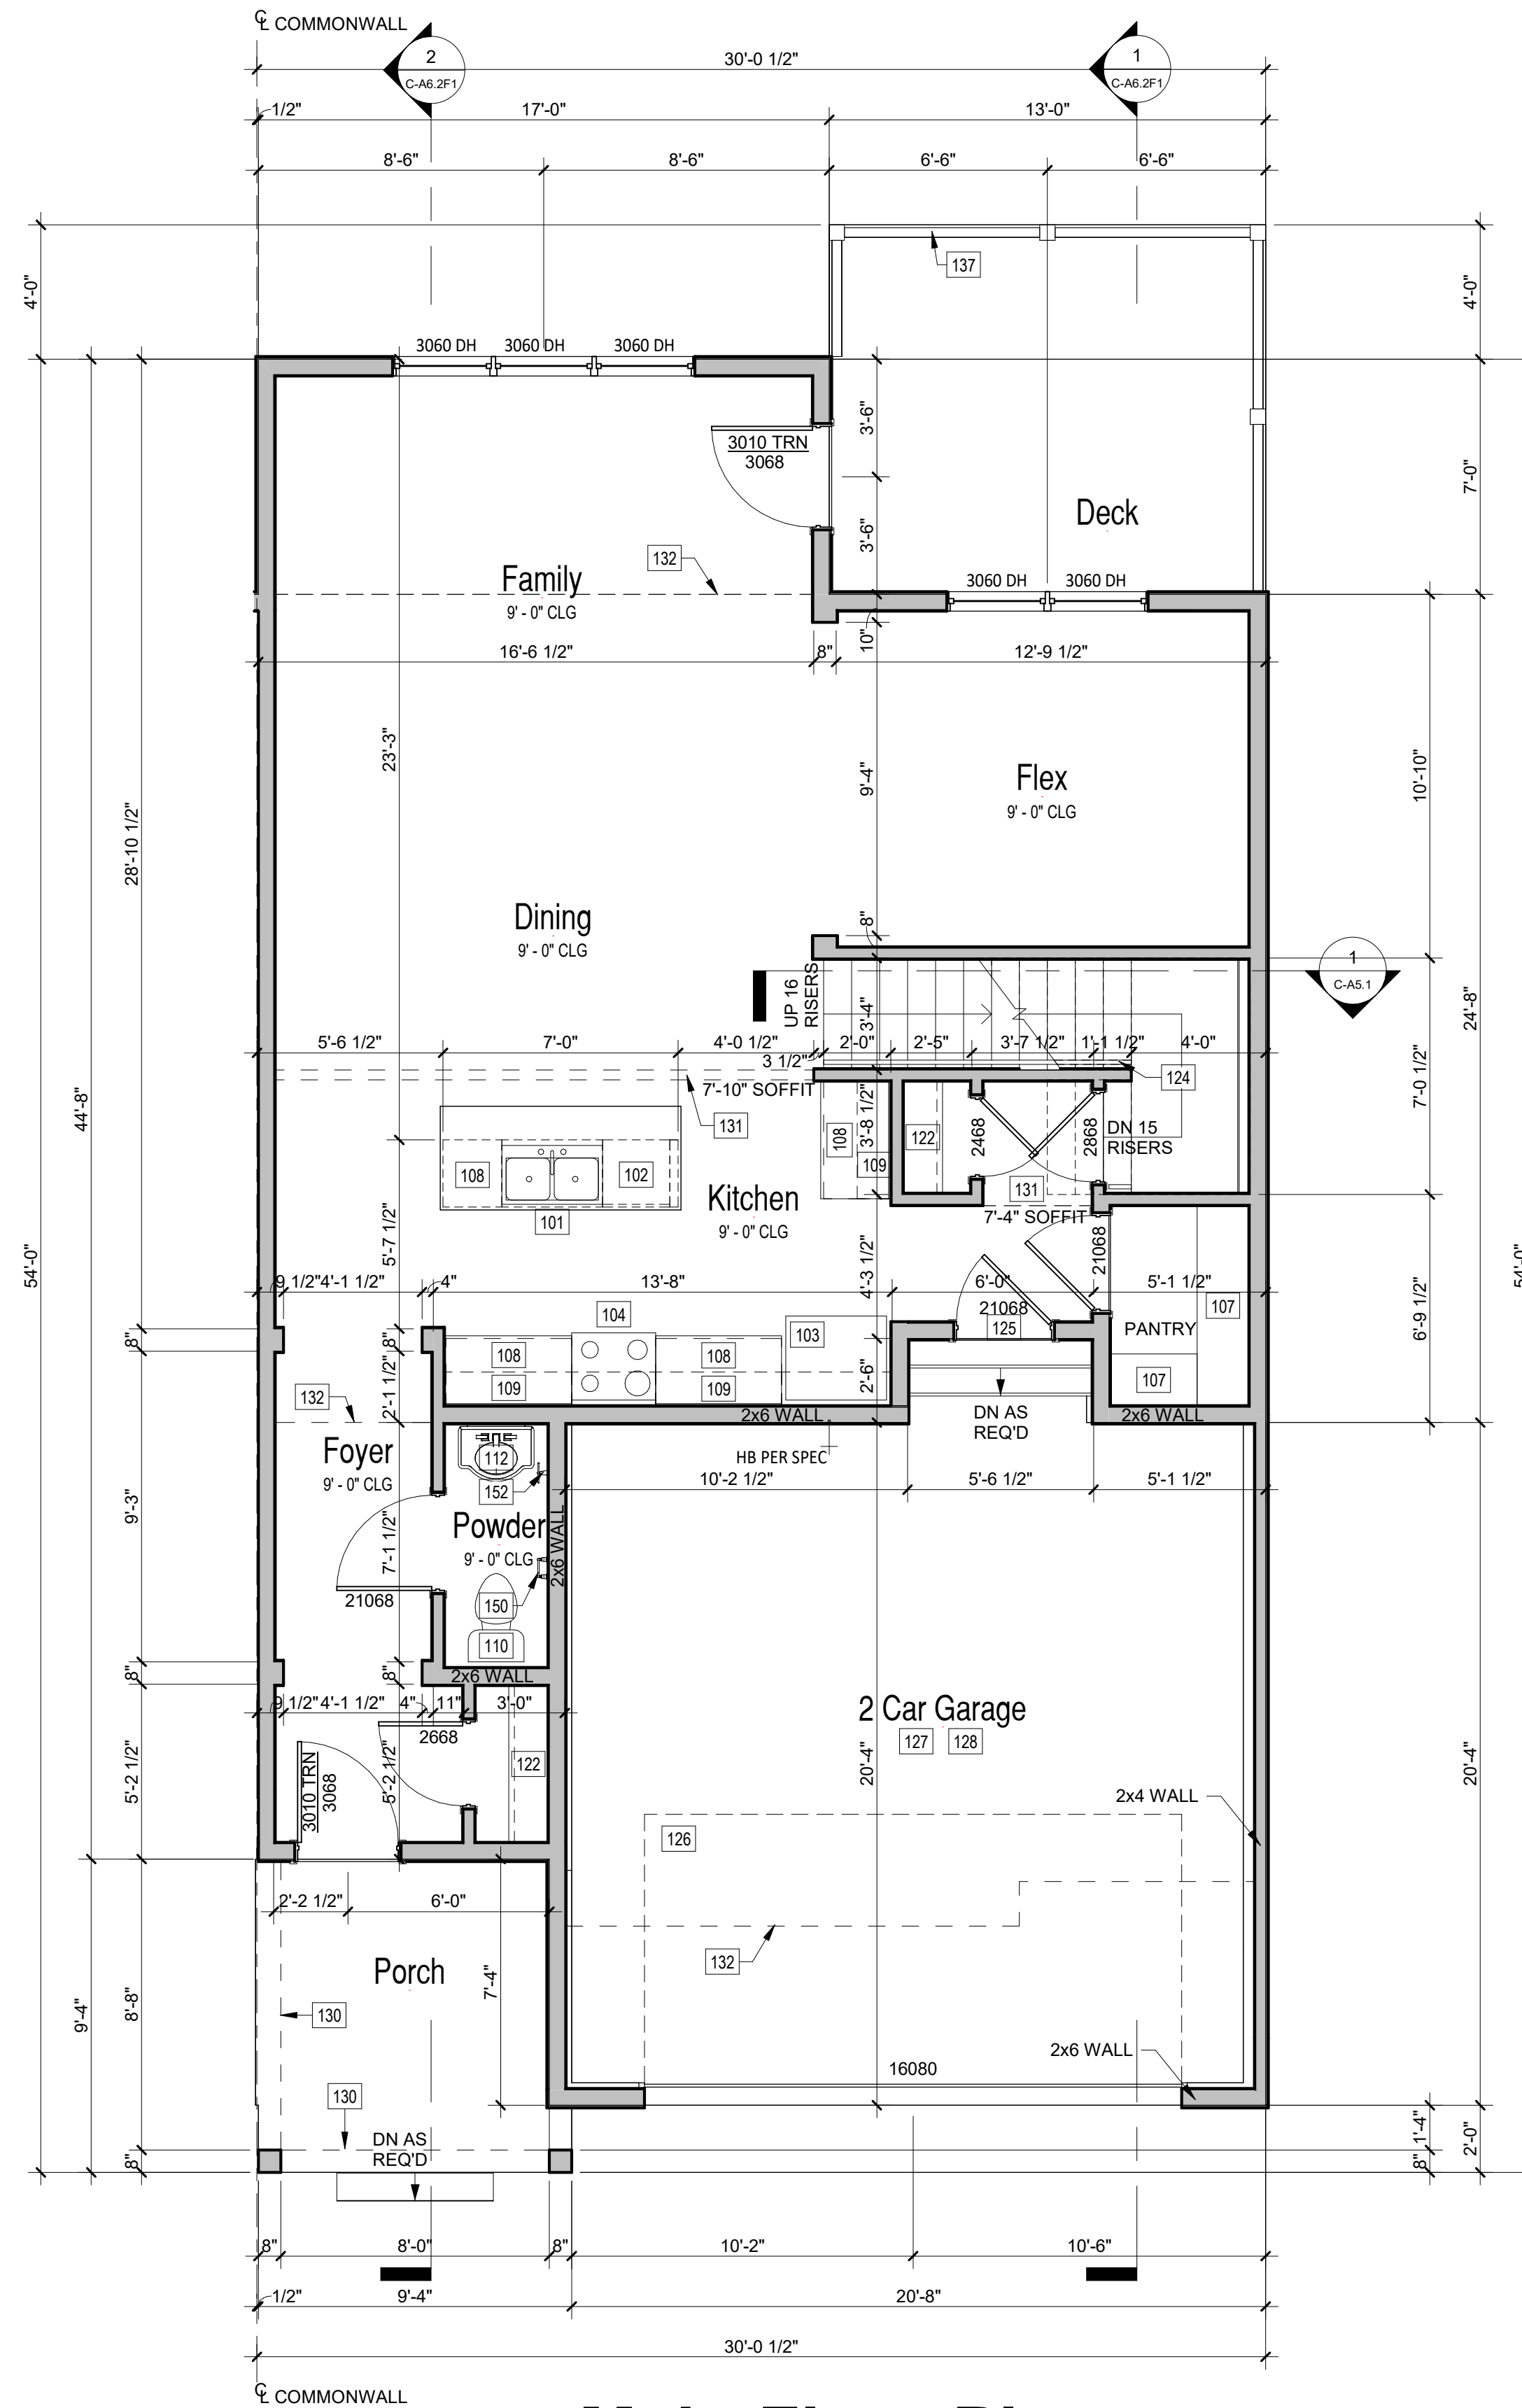 ℄ COMMONWALL
2
C-A6.2F1
30'-0 1/2"
1
C-A6.2F1
1/2"
17'-0"
13'-0"
8'-6"
8'-6"
6'-6"
6'-6"
137
4'-0"
4'-0"
3060 DH
3060 DH
3060 DH
3010 TRN
3068
3'-6"
3'-6"
7'-0"
Deck
132
Family
9' - 0" CLG
3060 DH
3060 DH
10"
16'-6 1/2"
8"
12'-9 1/2"
23'-3"
9'-4"
Flex
9' - 0" CLG
10'-10"
28'-10 1/2"
Dining
9' - 0" CLG
8"
1
C-A5.1
UP 16
RISERS
3'-4"
24'-8"
5'-6 1/2"
7'-0"
4'-0 1/2"
2'-0"
2'-5"
3'-7 1/2"
1'-1 1/2"
4'-0"
3 1/2"
7'-10" SOFFIT
124
44'-8"
7'-0 1/2"
131
108
3'-8 1/2"
122
2468
2868
DN 15
RISERS
108
102
109
101
Kitchen
9' - 0" CLG
131
7'-4" SOFFIT
5'-7 1/2"
4'-3 1/2"
21068
54'-0"
54'-0"
9 1/2"
4'-1 1/2"
4"
13'-8"
6'-0"
5'-1 1/2"
21068
125
107
6'-9 1/2"
104
103
PANTRY
8"
8"
108
108
109
109
2'-6"
107
2'-1 1/2"
132
2x6 WALL
DN AS
REQ'D
2x6 WALL
Foyer
9' - 0" CLG
112
HB PER SPEC
152
10'-2 1/2"
5'-6 1/2"
5'-1 1/2"
9'-3"
7'-1 1/2"
Powder
9' - 0" CLG
2x6 WALL
21068
150
110
8"
8"
2x6 WALL
9 1/2"
4'-1 1/2"
4"
11"
3'-0"
2668
2 Car Garage
127
128
5'-2 1/2"
3010 TRN
3068
5'-2 1/2"
122
20'-4"
20'-4"
2x4 WALL
126
2'-2 1/2"
6'-0"
132
Porch
7'-4"
130
9'-4"
8'-8"
2x6 WALL
16080
130
DN AS
REQ'D
8"
1'-4"
2'-0"
8"
8"
8'-0"
8"
10'-2"
10'-6"
1/2"
9'-4"
20'-8"
30'-0 1/2"
℄ COMMONWALL